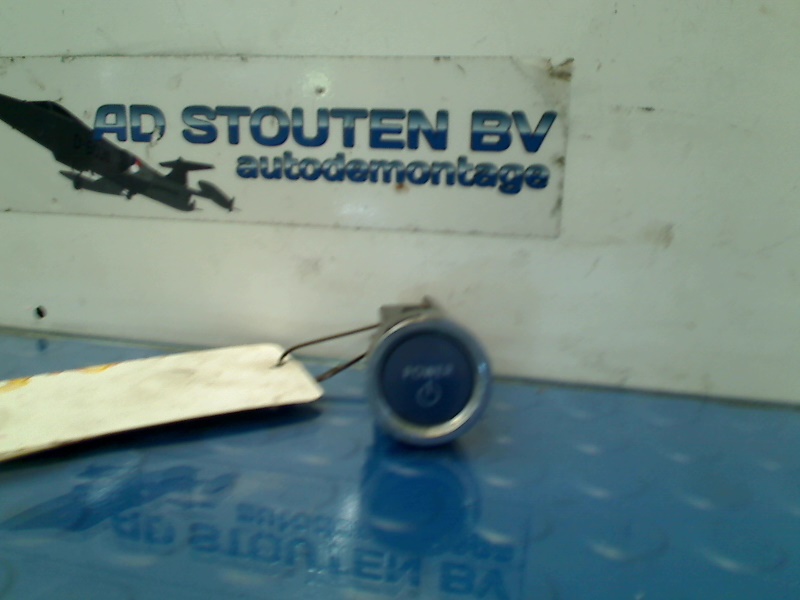 AD STOUTEN BV
autodemontage
POWER